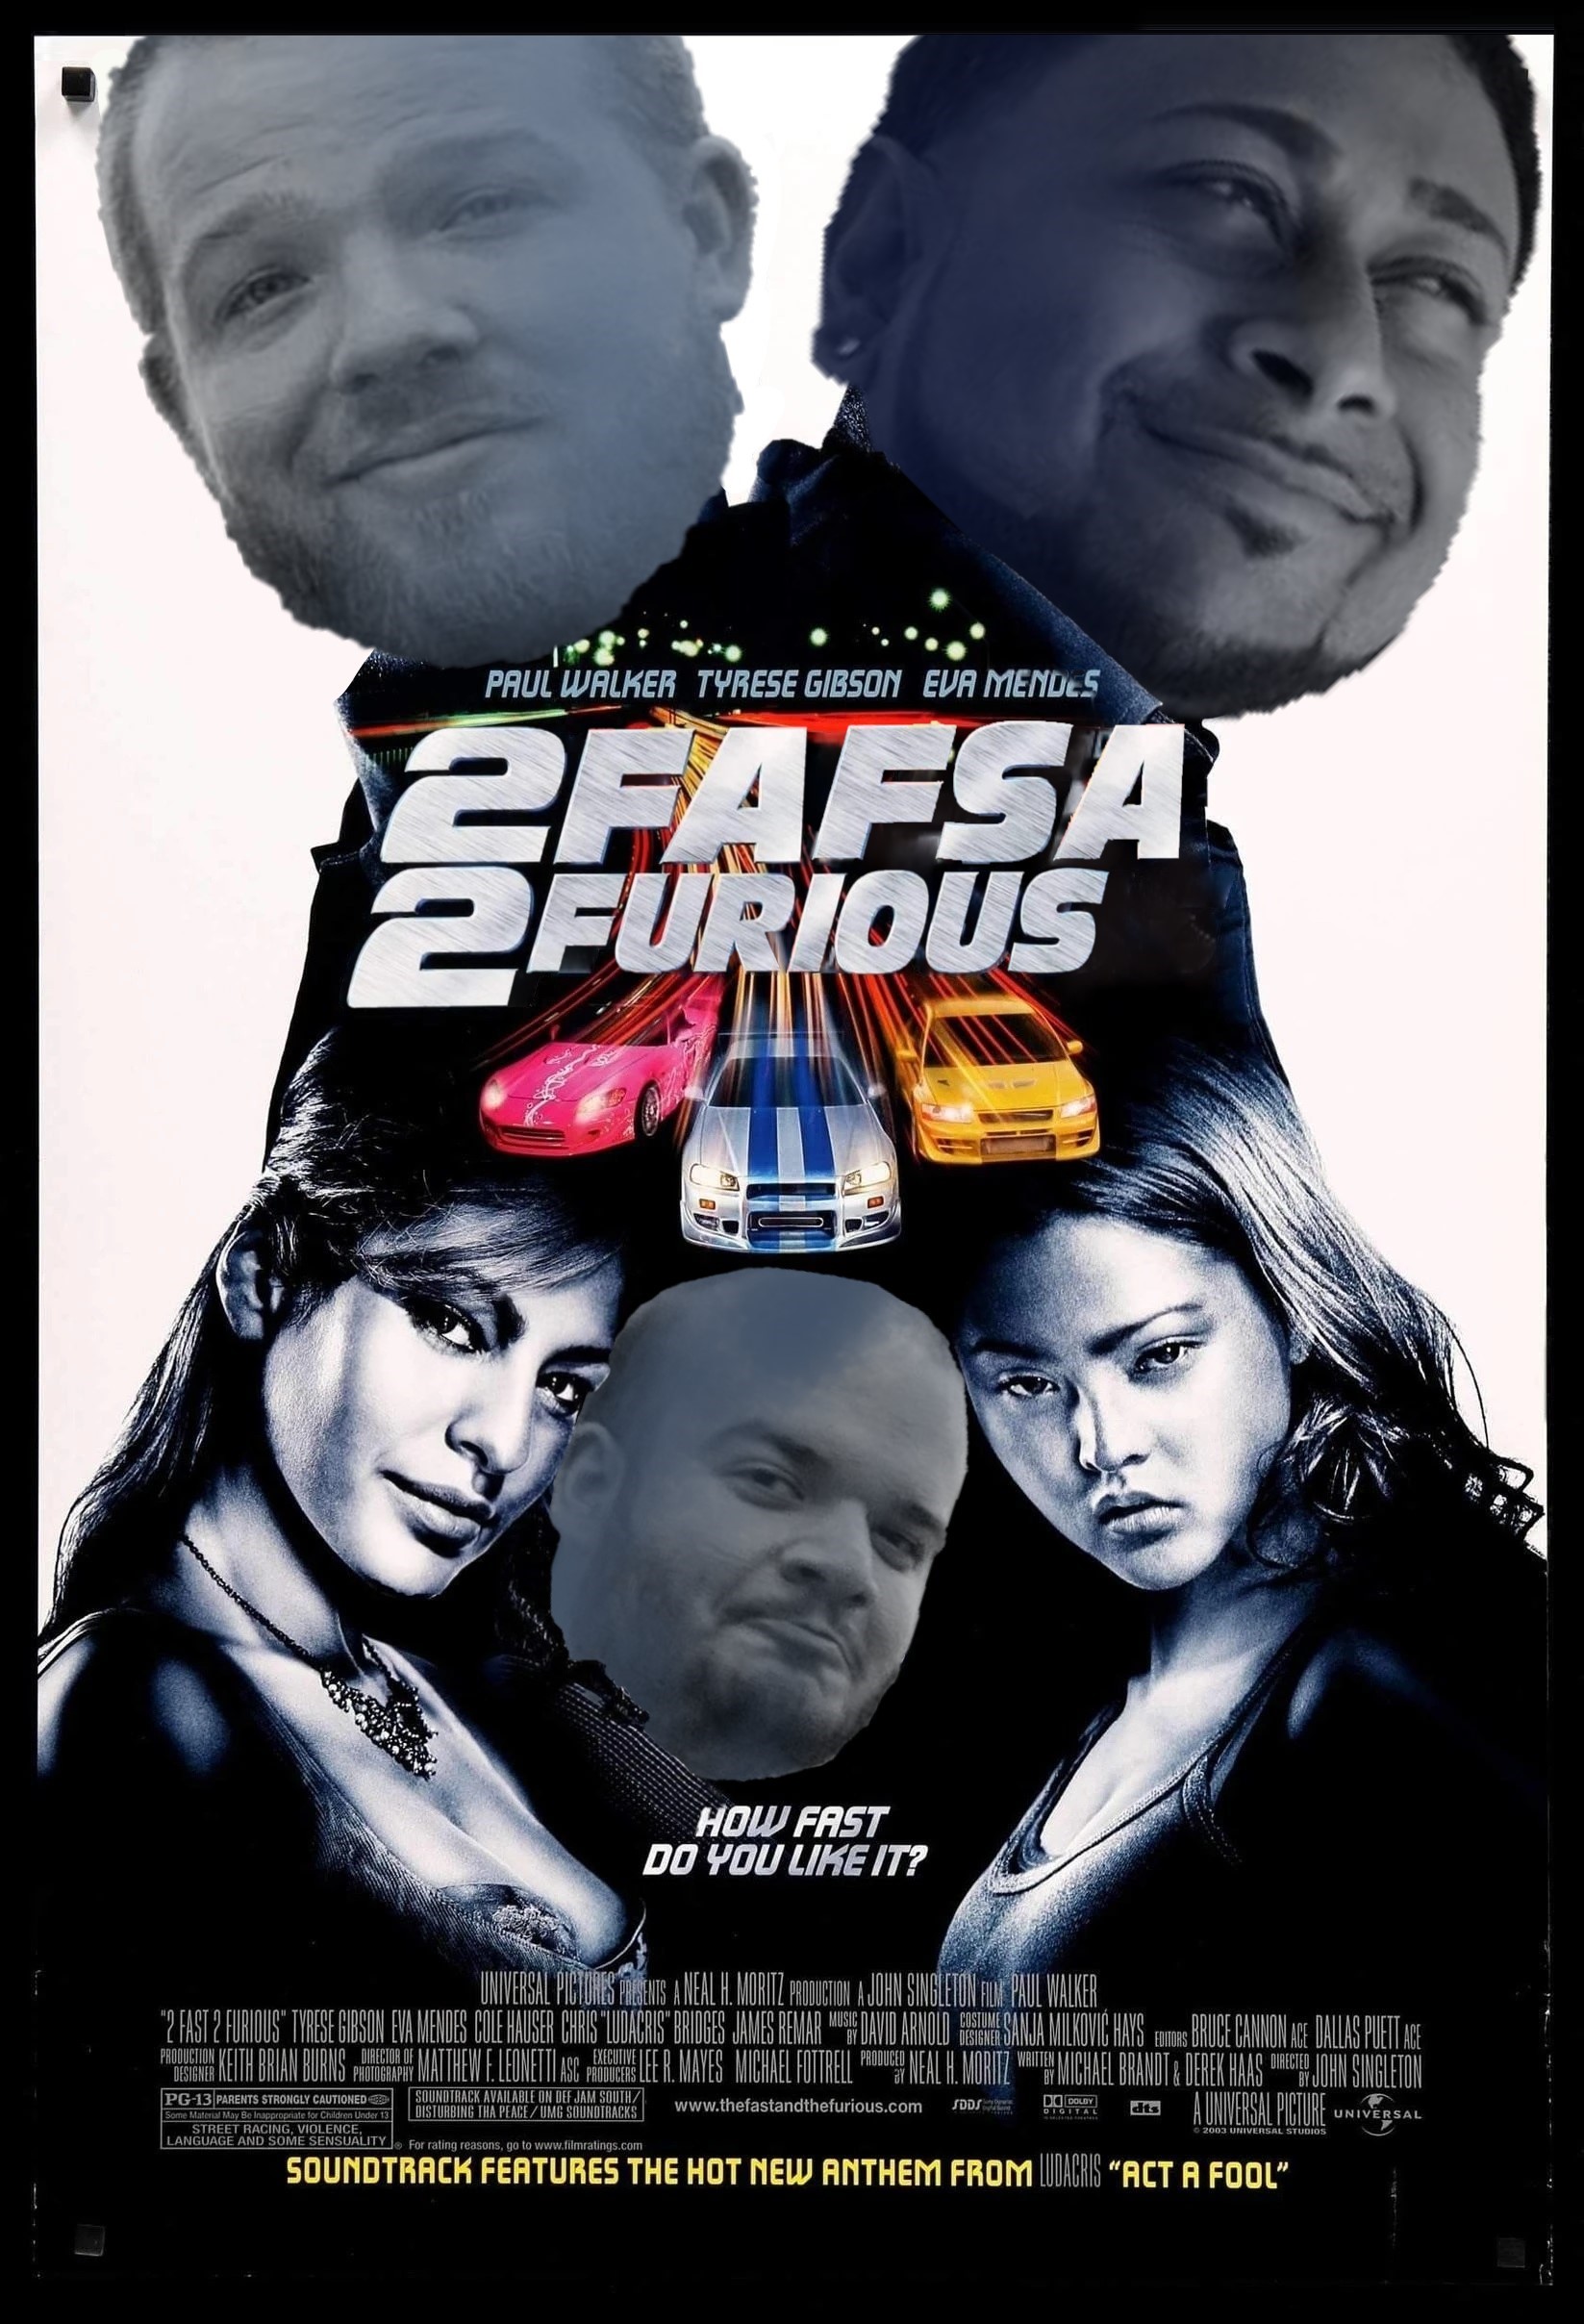 PAUL WALKER TYRESE GIBSON EVA MENDES
2FAFSA
2FURIOUS
HOW FAST
DO YOU LIKE IT?
UNIVERSAL PICTURES PRESENTS A NEAL H. MORITZ PRODUCTION A JOHN SINGLETON FILM PAUL WALKER
"2 FAST 2 FURIOUS" TYRESE GIBSON EVA MENDES COLE HAUSER CHRIS "LUDACRIS" BRIDGES JAMES REMAR MUSIC BY DAVID ARNOLD COSTUME DESIGNER SANJA MILKOVIĆ HAYS EDITORS BRUCE CANNON ACE DALLAS PUETT ACE
PRODUCTION DESIGNER KEITH BRIAN BURNS DIRECTOR OF PHOTOGRAPHY MATTHEW F. LEONETTI ASC EXECUTIVE PRODUCERS LEE R. MAYES MICHAEL FOTTRELL PRODUCED BY NEAL H. MORITZ WRITTEN BY MICHAEL BRANDT & DEREK HAAS DIRECTED BY JOHN SINGLETON
PG-13 PARENTS STRONGLY CAUTIONED
Some Material May Be Inappropriate for Children Under 13
STREET RACING, VIOLENCE,
LANGUAGE AND SOME SENSUALITY
® For rating reasons, go to www.filmratings.com
SOUNDTRACK AVAILABLE ON DEF JAM SOUTH/
DISTURBING THA PEACE/ UMG SOUNDTRACKS
www.thefastandthefurious.com
SDDS
DOLBY
DIGITAL
dts
A UNIVERSAL PICTURE
© 2003 UNIVERSAL STUDIOS
UNIVERSAL
SOUNDTRACK FEATURES THE HOT NEW ANTHEM FROM LUDACRIS "ACT A FOOL"